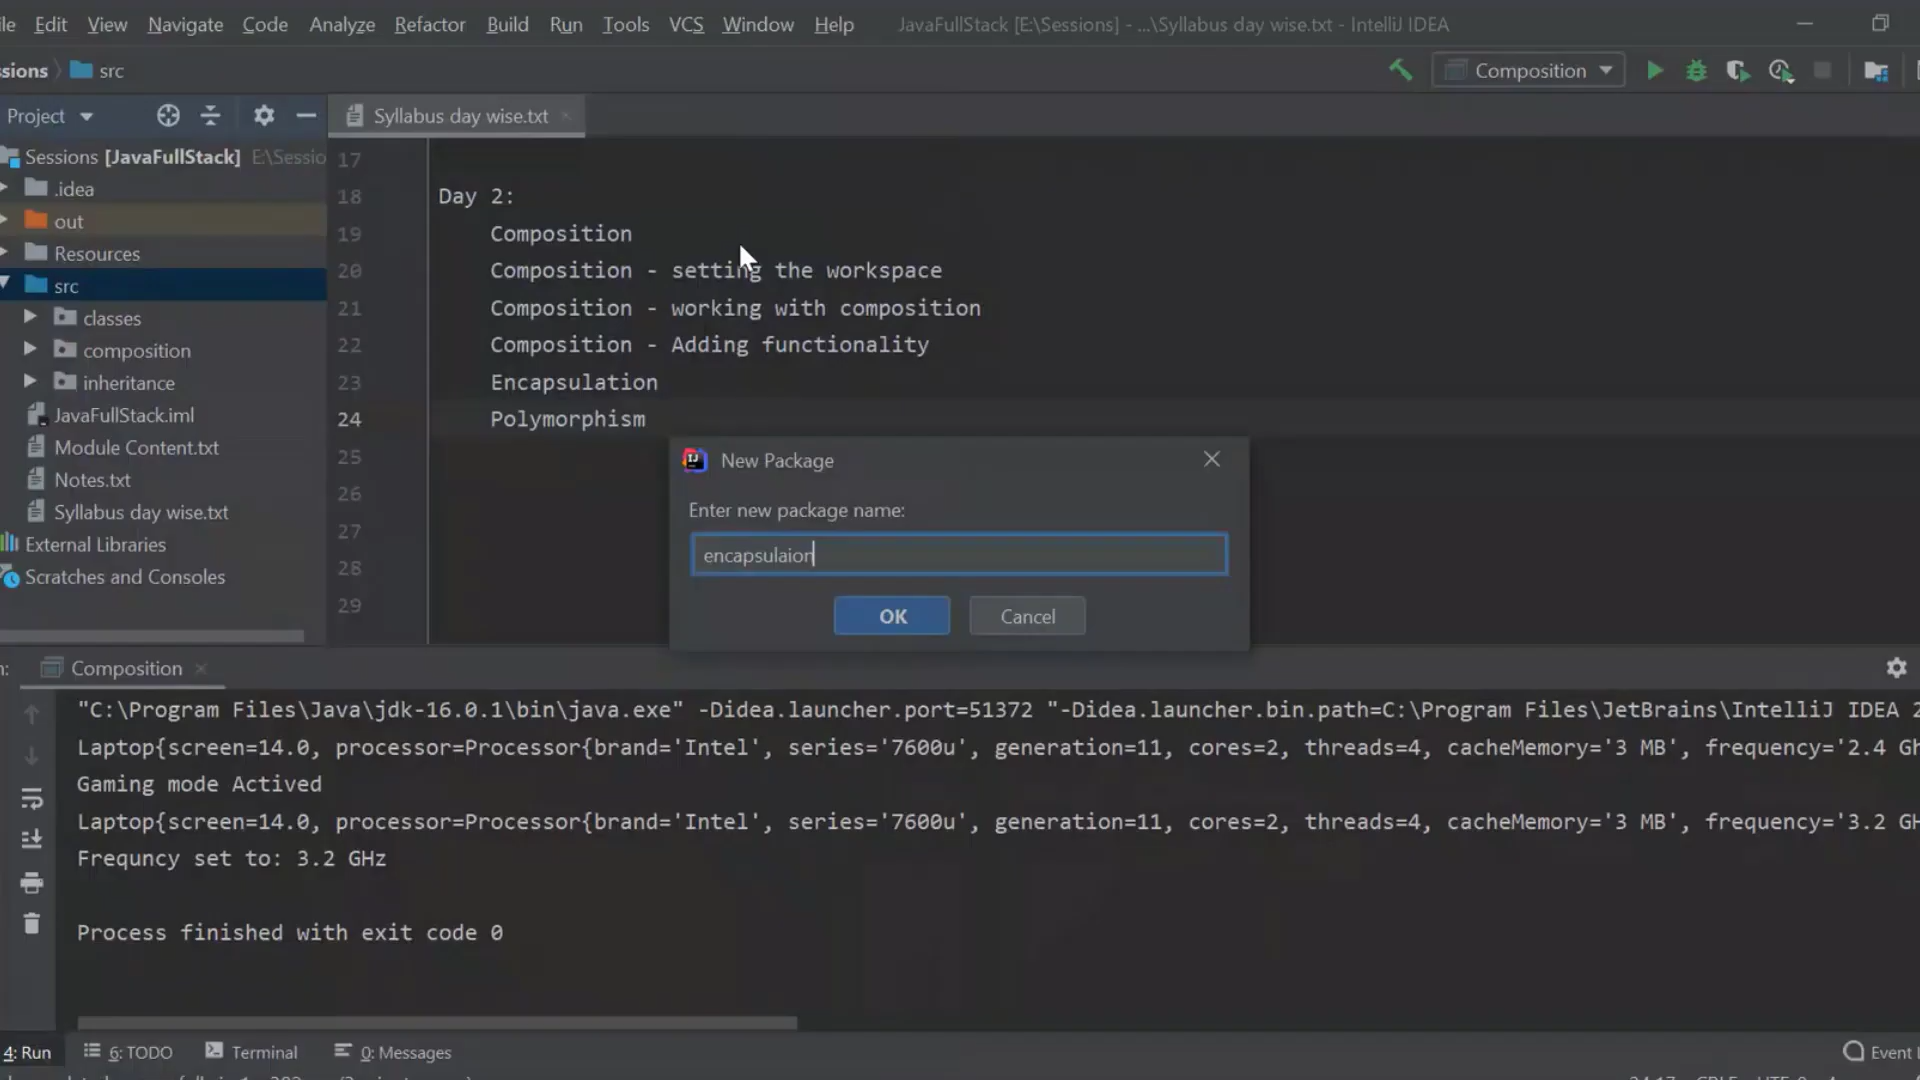 ile Edit View Navigate Code Analyze Refactor Build Run Tools VCS Window Help JavaFullStack [E:\Sessions] - ...\Syllabus day wise.txt - IntelliJ IDEA
sions src Composition
Project Syllabus day wise.txt
Sessions [JavaFullStack] E:\Sessio
.idea
out
Resources
src
classes
composition
inheritance
JavaFullStack.iml
Module Content.txt
Notes.txt
Syllabus day wise.txt
External Libraries
Scratches and Consoles
17
18 Day 2:
19 Composition
20 Composition - setting the workspace
21 Composition - working with composition
22 Composition - Adding functionality
23 Encapsulation
24 Polymorphism
25
26
27
28
29
New Package
Enter new package name:
encapsulaion
OK Cancel
n: Composition
"C:\Program Files\Java\jdk-16.0.1\bin\java.exe" -Didea.launcher.port=51372 "-Didea.launcher.bin.path=C:\Program Files\JetBrains\IntelliJ IDEA 2
Laptop{screen=14.0, processor=Processor{brand='Intel', series='7600u', generation=11, cores=2, threads=4, cacheMemory='3 MB', frequency='2.4 Gh
Gaming mode Actived
Laptop{screen=14.0, processor=Processor{brand='Intel', series='7600u', generation=11, cores=2, threads=4, cacheMemory='3 MB', frequency='3.2 GH
Frequncy set to: 3.2 GHz
Process finished with exit code 0
4: Run 6: TODO Terminal 0: Messages Event L